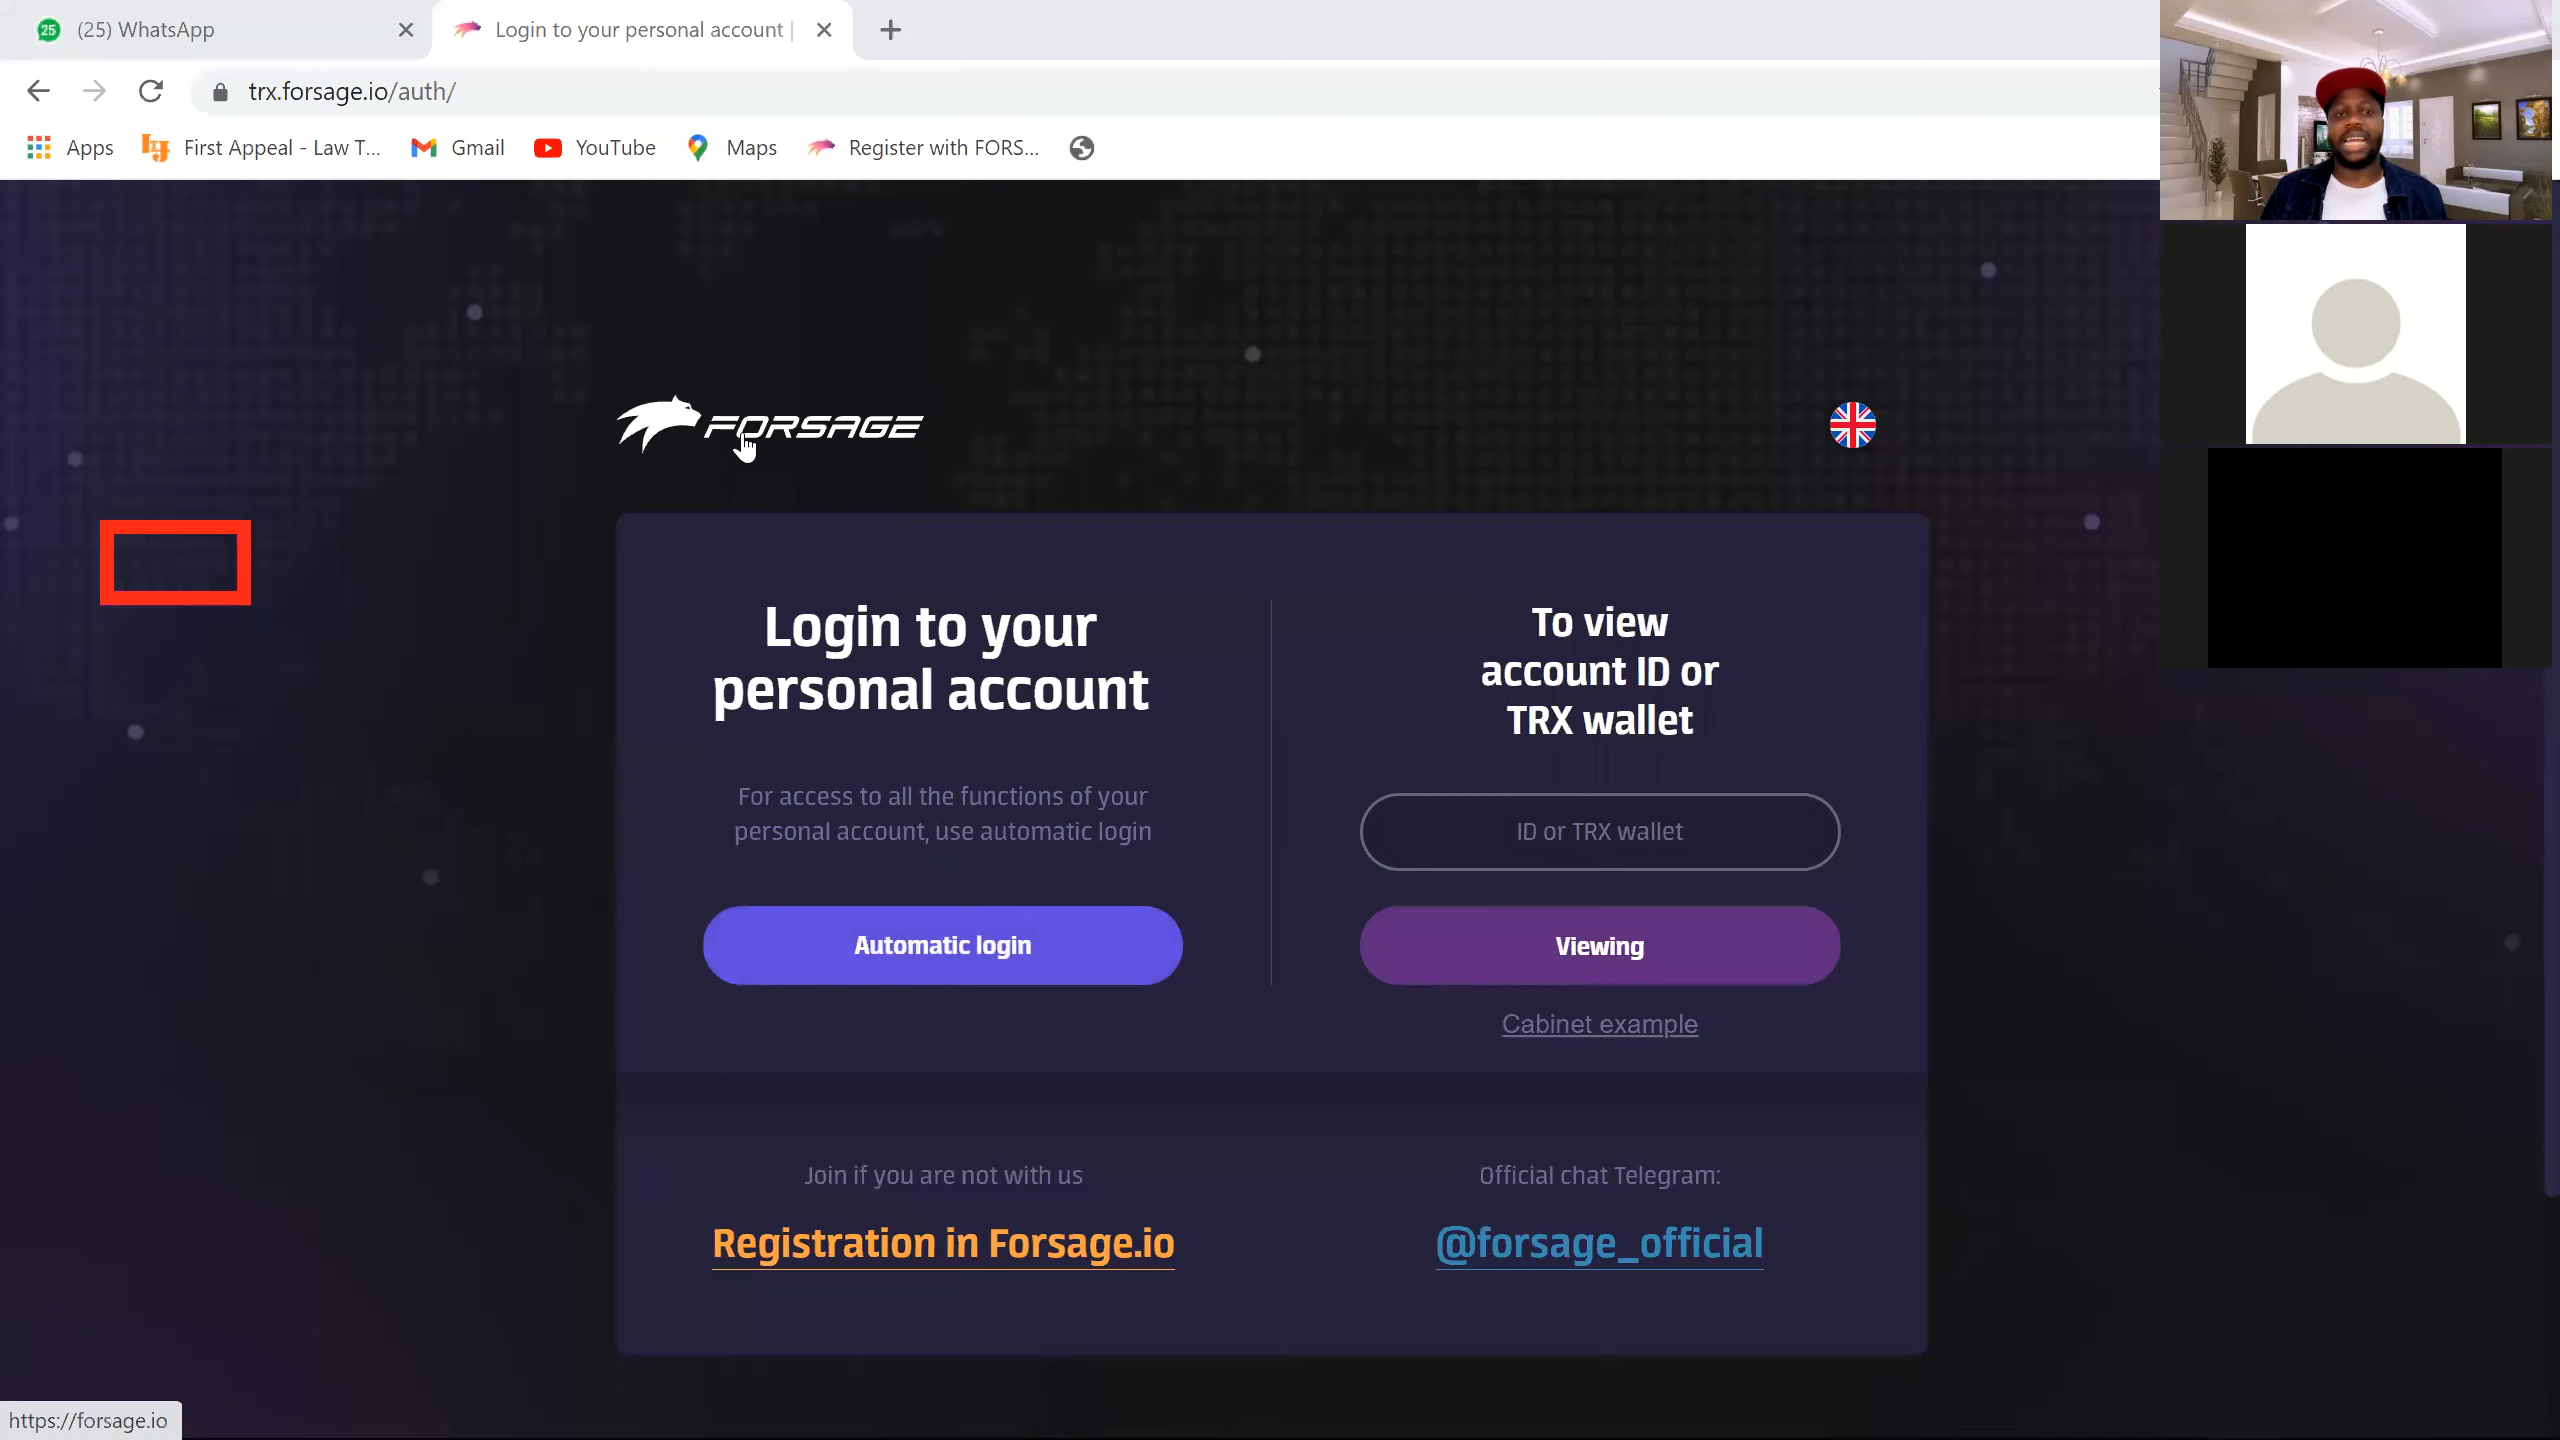 25
(25) WhatsApp
Login to your personal account |
trx.forsage.io/auth/
Apps
First Appeal - Law T...
Gmail
YouTube
Maps
Register with FORS...
FORSAGE
Login to your
personal account
For access to all the functions of your
personal account, use automatic login
Automatic login
To view
account ID or
TRX wallet
ID or TRX wallet
Viewing
Cabinet example
Join if you are not with us
Registration in Forsage.io
Official chat Telegram:
@forsage_official
https://forsage.io